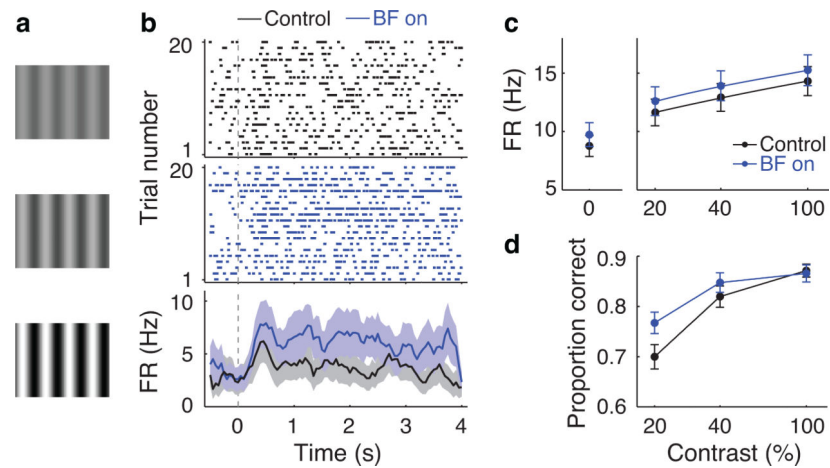 a
b
Control BF on
Trial number
20
1
20
1
FR (Hz)
10
5
0
0 1 2 3 4
Time (s)
c
FR (Hz)
15
10
5
0 20 40 100
Control
BF on
d
Proportion correct
0.9
0.8
0.7
0.6
20 40 100
Contrast (%)